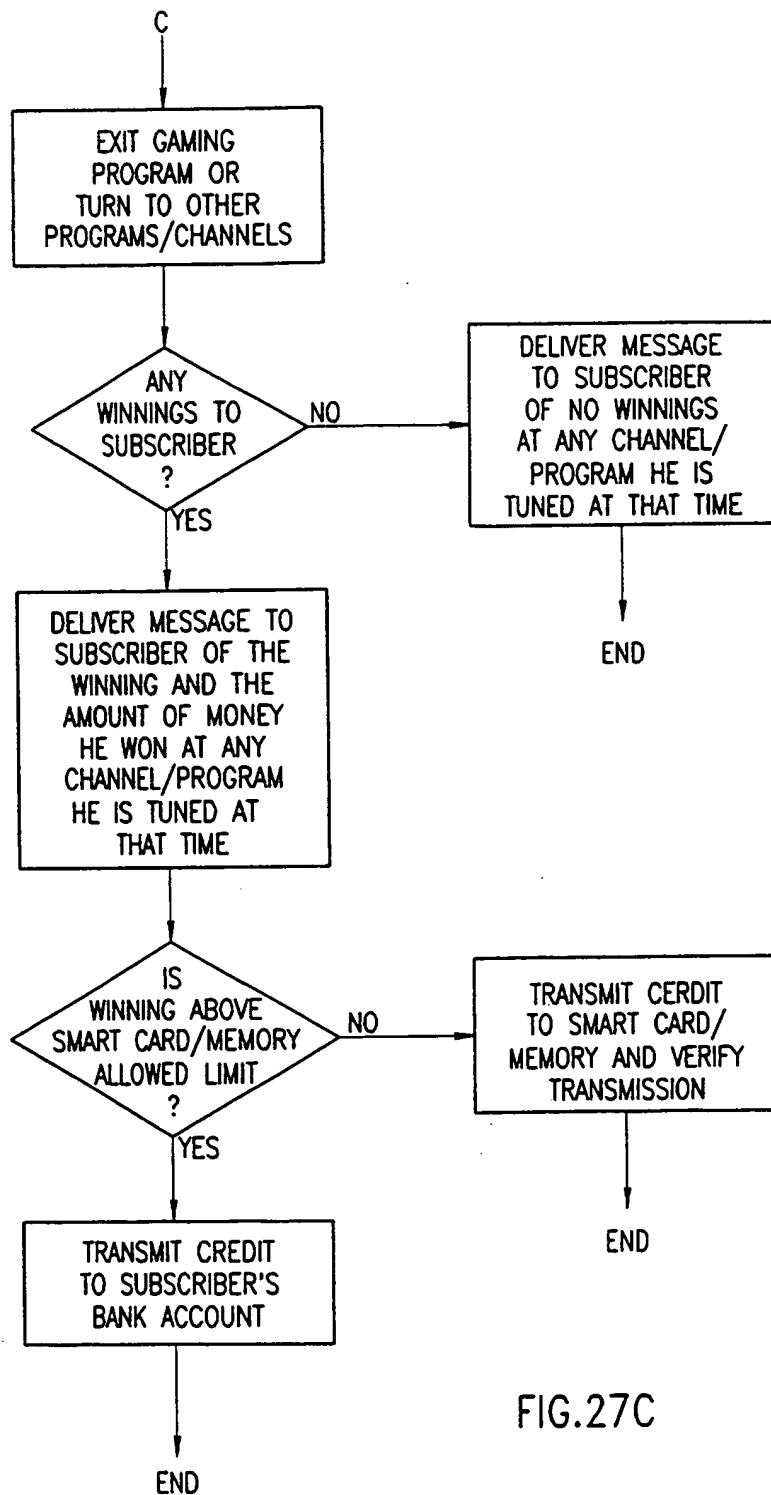 C
EXIT GAMING
PROGRAM OR
TURN TO OTHER
PROGRAMS/CHANNELS
ANY
WINNINGS TO
SUBSCRIBER
?
NO
YES
DELIVER MESSAGE
TO SUBSCRIBER
OF NO WINNINGS
AT ANY CHANNEL/
PROGRAM HE IS
TUNED AT THAT TIME
END
DELIVER MESSAGE TO
SUBSCRIBER OF THE
WINNING AND THE
AMOUNT OF MONEY
HE WON AT ANY
CHANNEL/PROGRAM
HE IS TUNED AT
THAT TIME
IS
WINNING ABOVE
SMART CARD/MEMORY
ALLOWED LIMIT
?
NO
YES
TRANSMIT CERDIT
TO SMART CARD/
MEMORY AND VERIFY
TRANSMISSION
END
TRANSMIT CREDIT
TO SUBSCRIBER'S
BANK ACCOUNT
END
FIG.27C